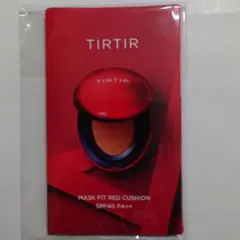 TIRTIR
TIRTIR
MASK FIT RED CUSHION
SPF40 PA++